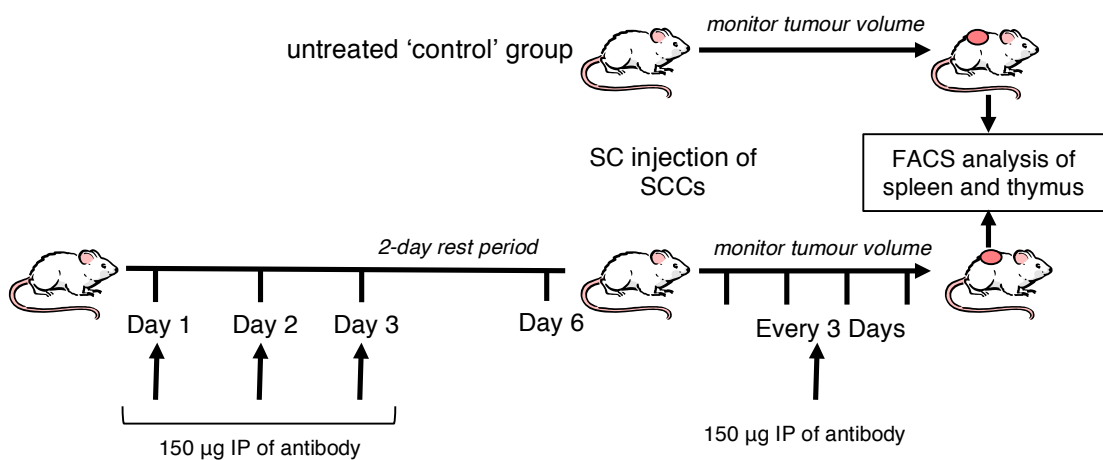 untreated ‘control’ group
monitor tumour volume
SC injection of
SCCs
FACS analysis of
spleen and thymus
2-day rest period
monitor tumour volume
Day 1
Day 2
Day 3
Day 6
Every 3 Days
150 µg IP of antibody
150 µg IP of antibody